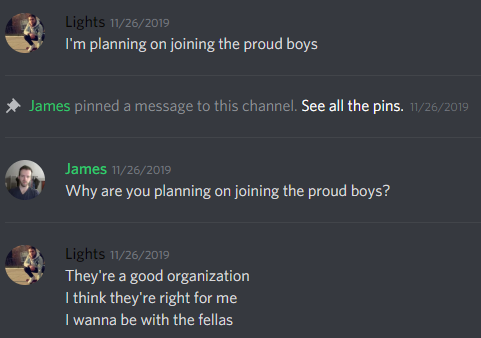 Lights 11/26/2019
I'm planning on joining the proud boys
James pinned a message to this channel. See all the pins. 11/26/2019
James 11/26/2019
Why are you planning on joining the proud boys?
Lights 11/26/2019
They're a good organization
I think they're right for me
I wanna be with the fellas